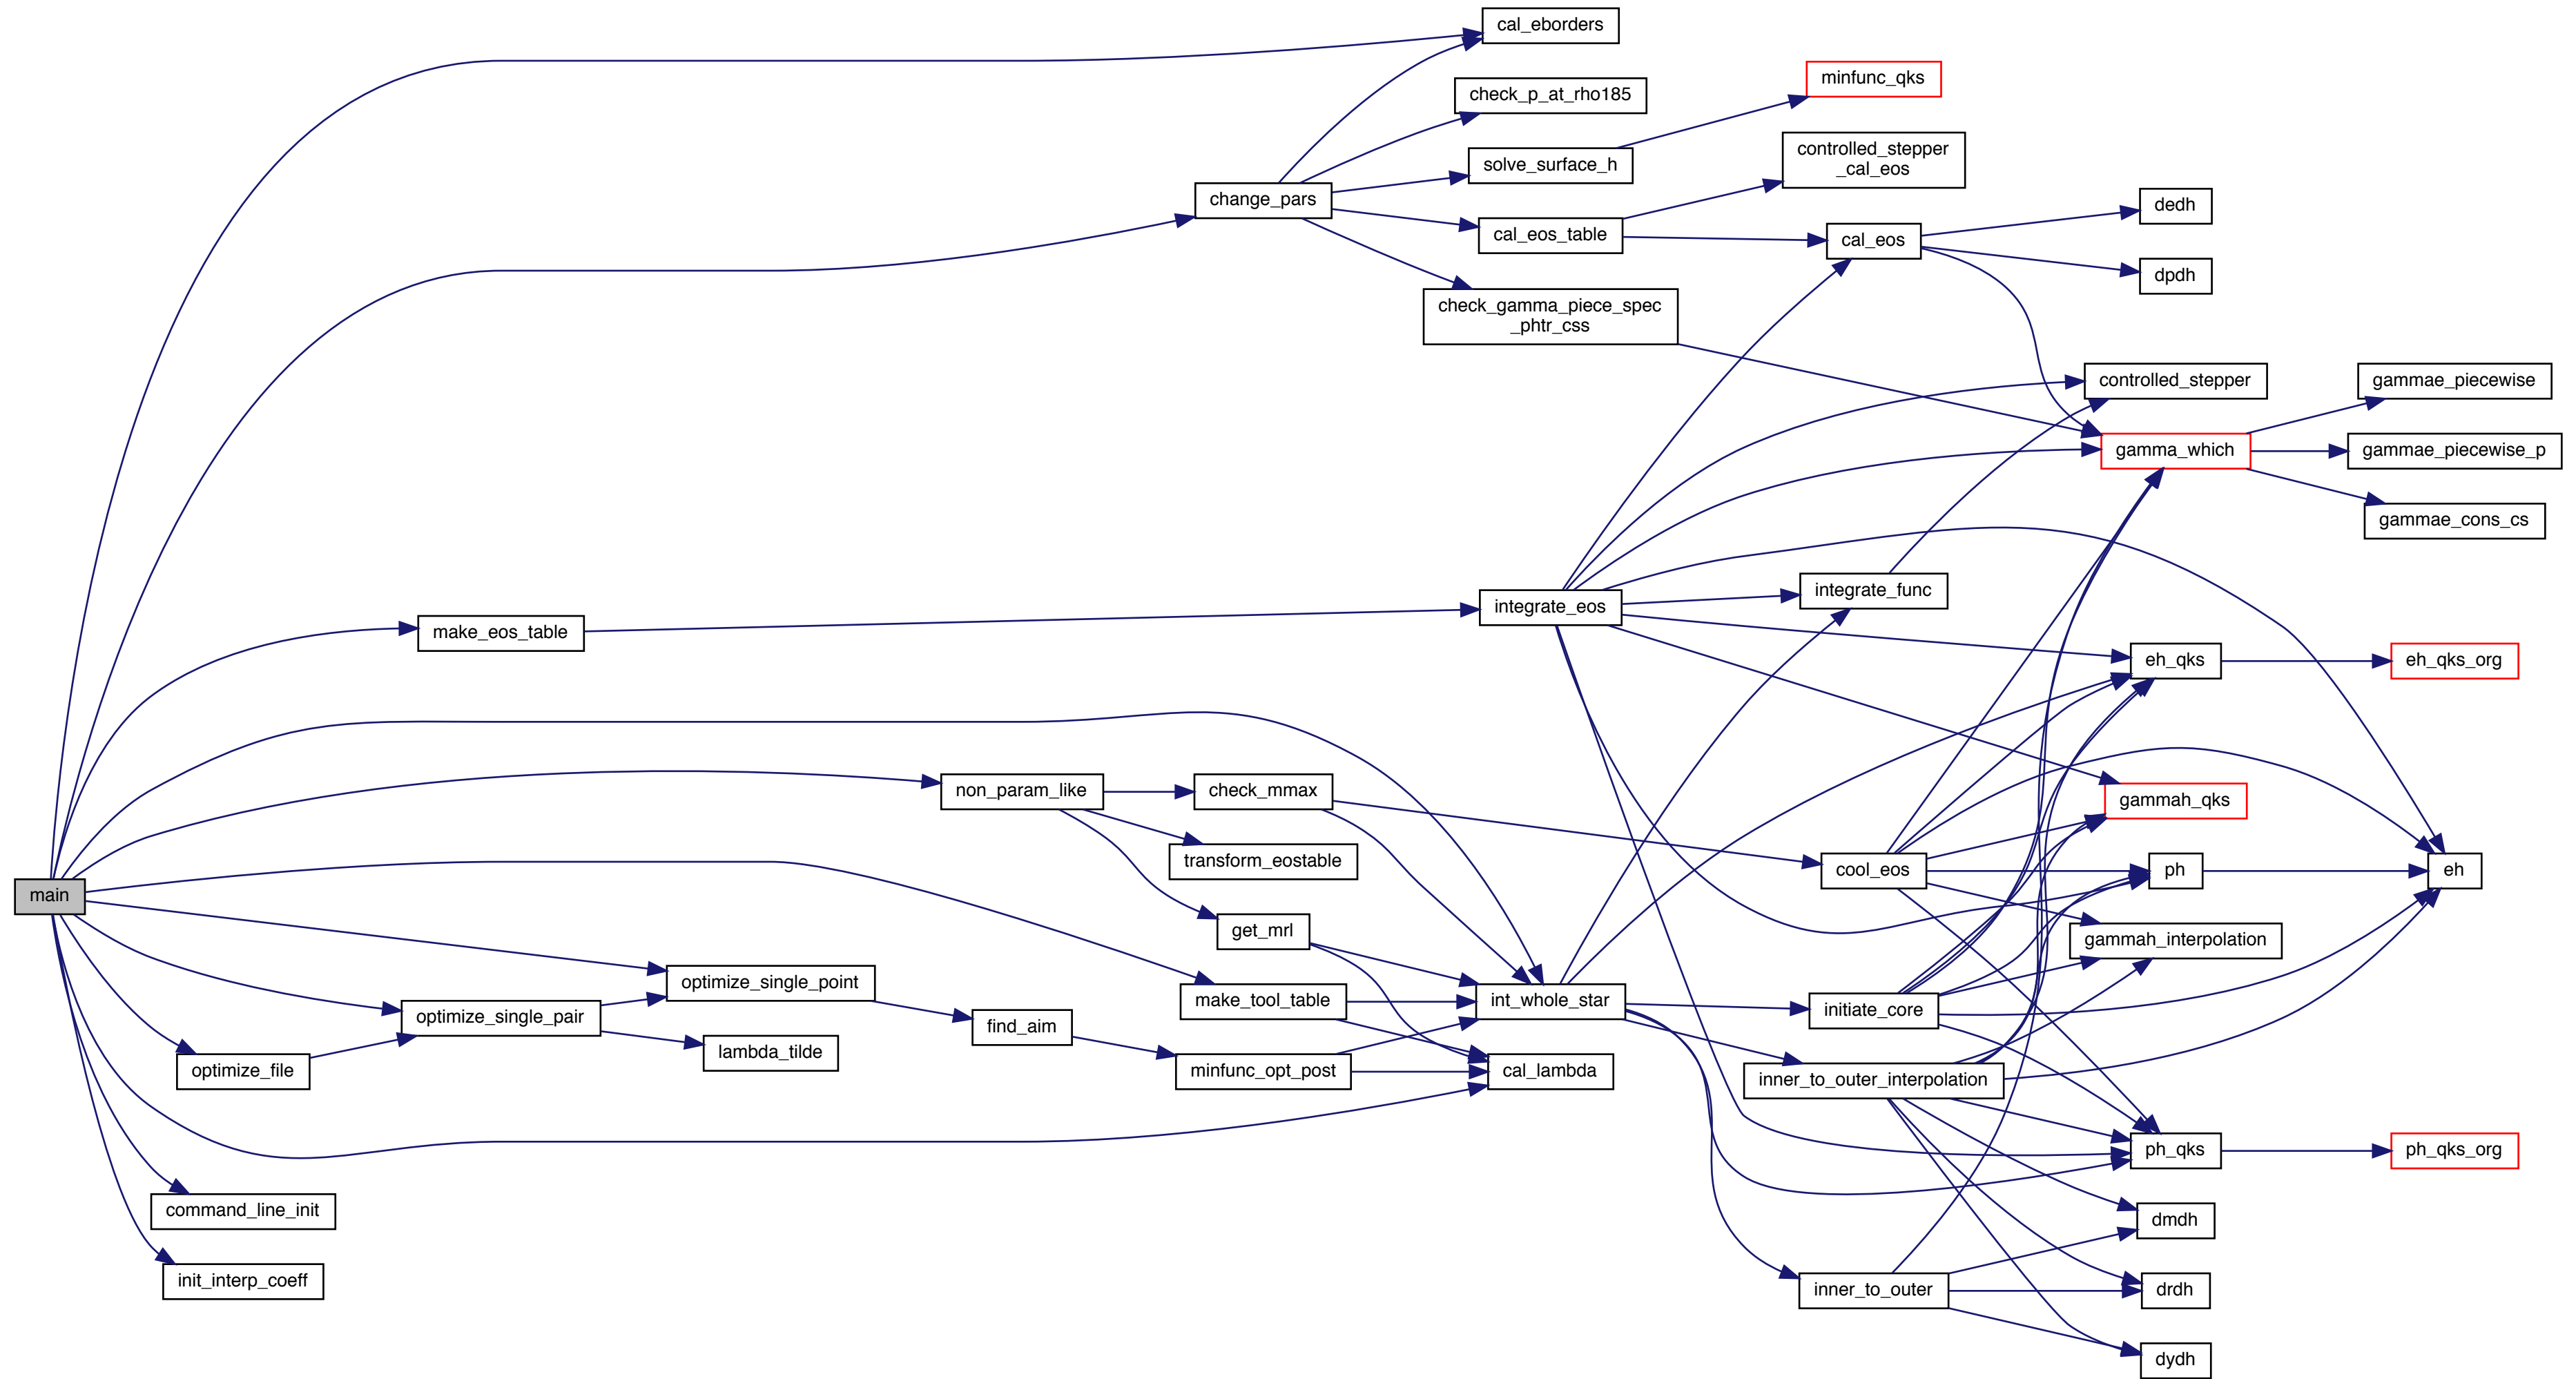 cal_eborders
minfunc_qks
check_p_at_rho185
controlled_stepper
_cal_eos
solve_surface_h
change_pars
dedh
cal_eos_table
cal_eos
dpdh
check_gamma_piece_spec
_phtr_css
controlled_stepper
gammae_piecewise
gamma_which
gammae_piecewise_p
gammae_cons_cs
integrate_func
integrate_eos
make_eos_table
eh_qks
eh_qks_org
non_param_like
check_mmax
gammah_qks
transform_eostable
cool_eos
ph
eh
main
get_mrl
gammah_interpolation
optimize_single_point
make_tool_table
int_whole_star
initiate_core
optimize_single_pair
find_aim
lambda_tilde
optimize_file
minfunc_opt_post
cal_lambda
inner_to_outer_interpolation
ph_qks
ph_qks_org
command_line_init
dmdh
init_interp_coeff
inner_to_outer
drdh
dydh